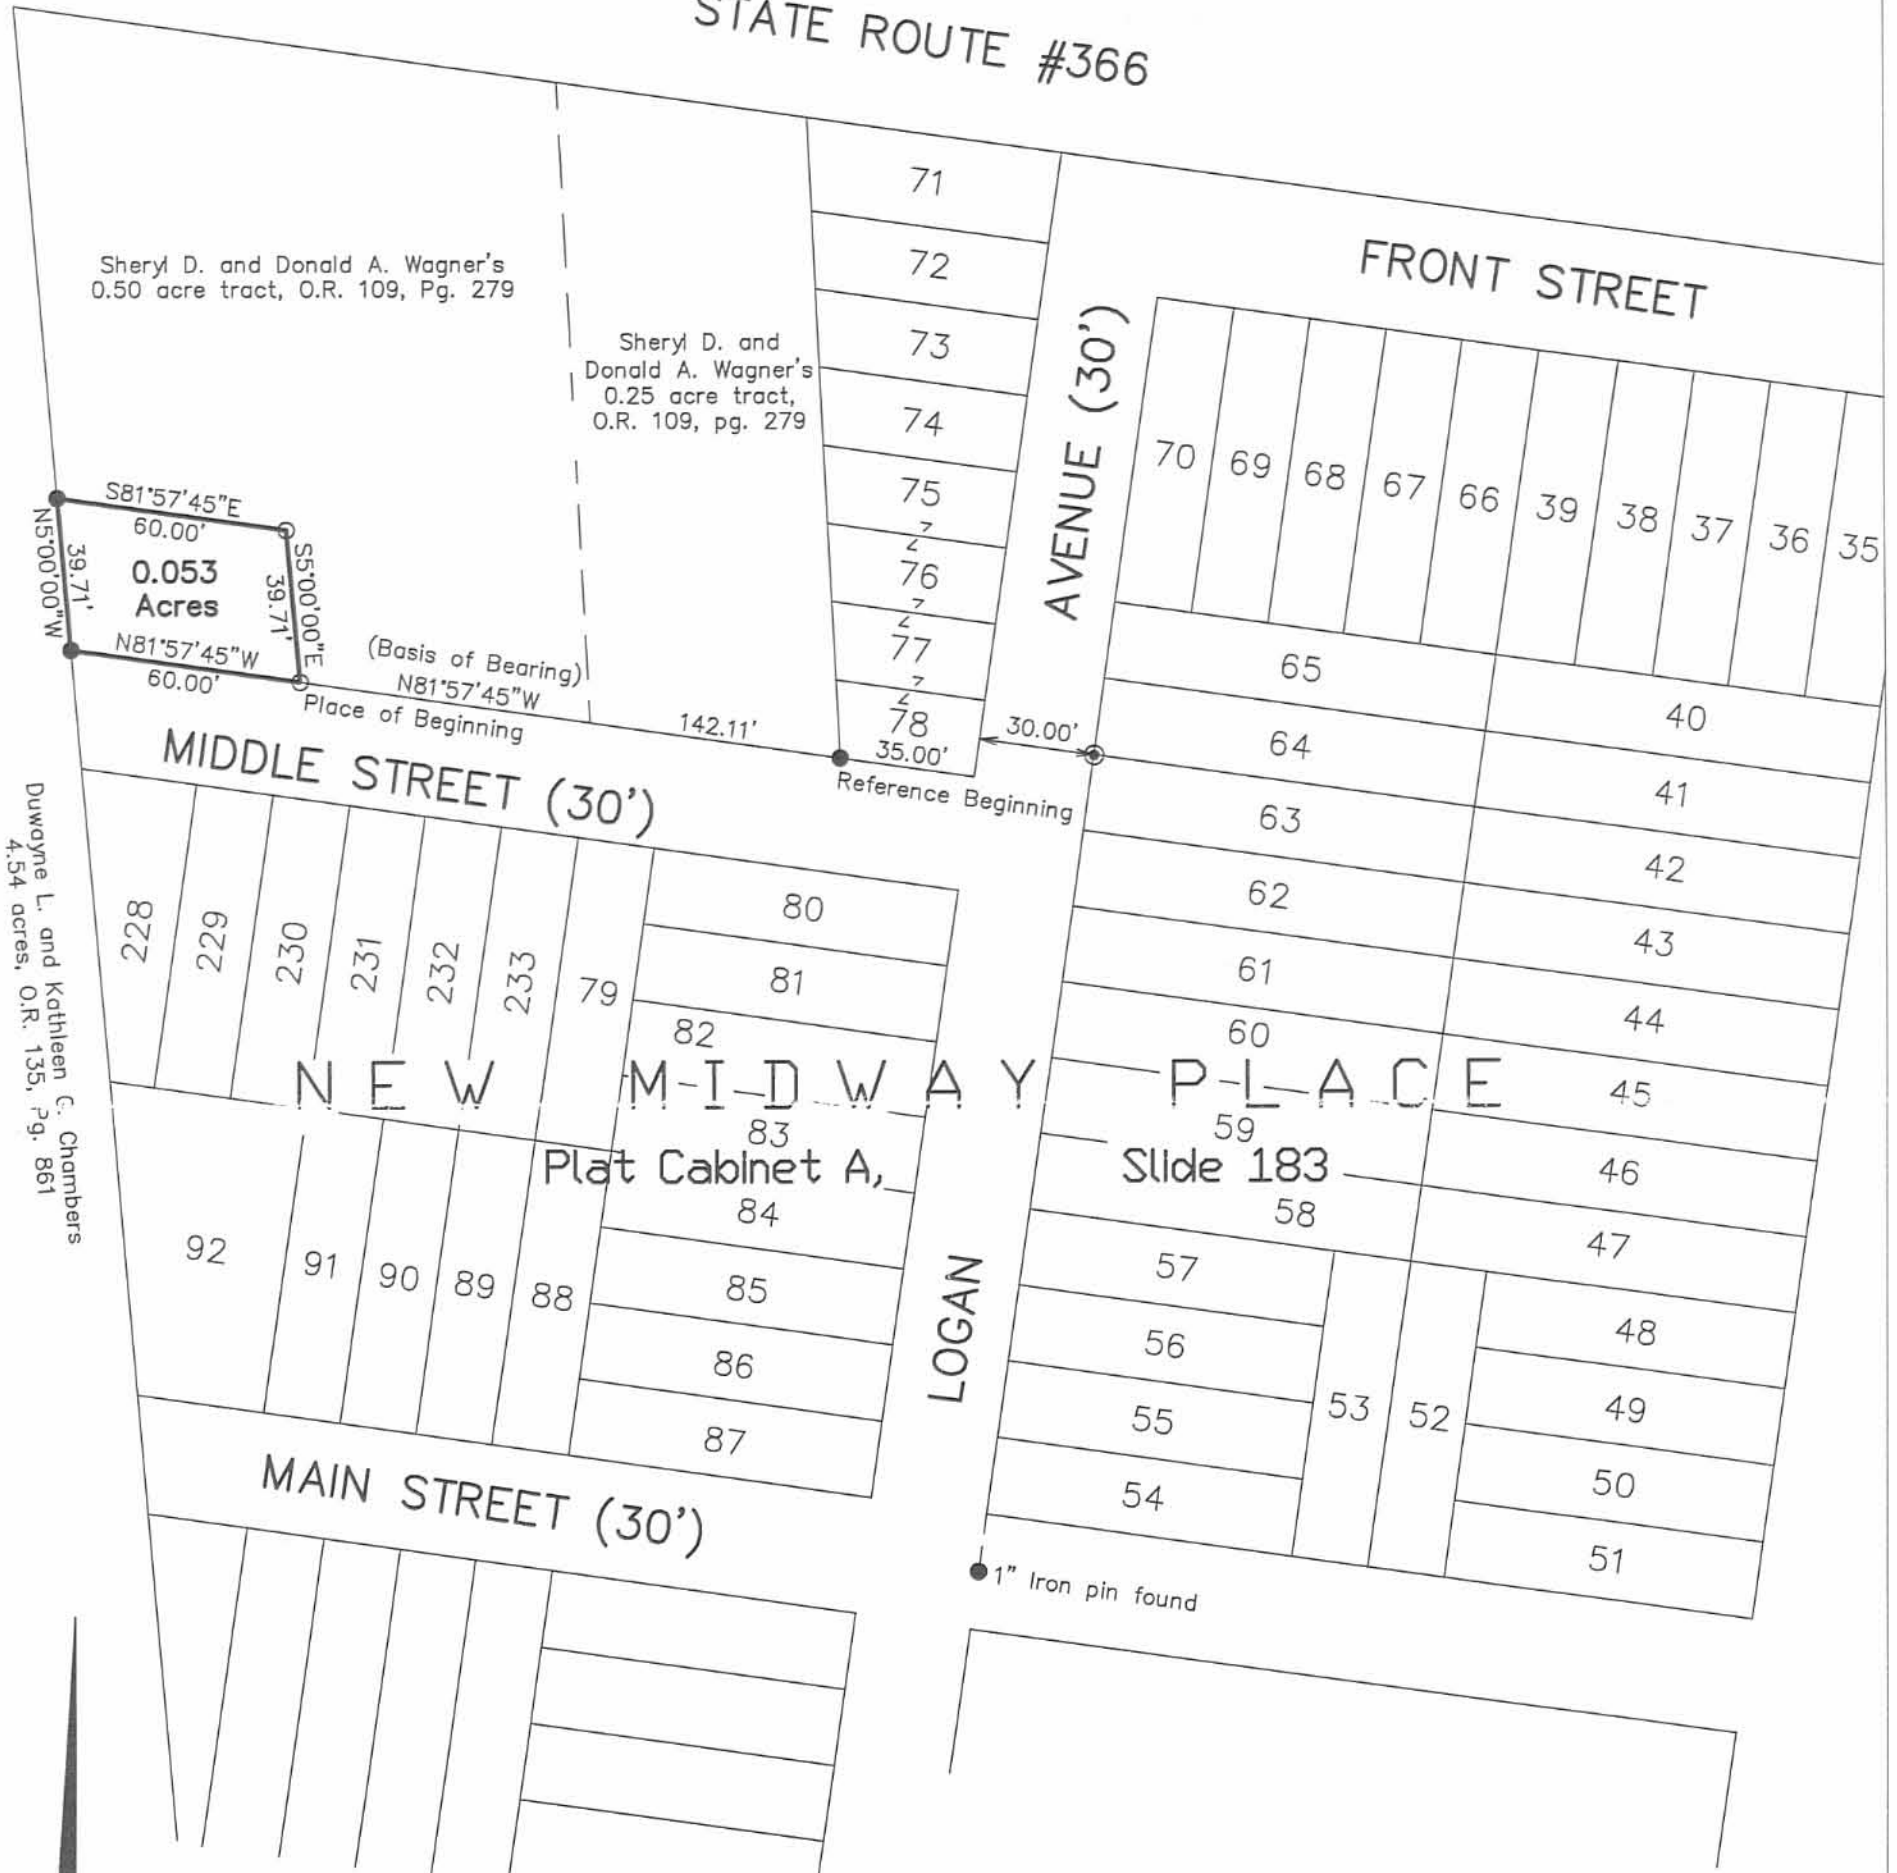 STATE ROUTE #366
71
72
73
74
75
76
77
78
35.00'
FRONT STREET
AVENUE (30')
Sheryl D. and Donald A. Wagner's
0.50 acre tract, O.R. 109, Pg. 279
Sheryl D. and
Donald A. Wagner's
0.25 acre tract,
O.R. 109, pg. 279
70
69
68
67
66
39
38
37
36
35
S81°57'45"E
60.00'
N5°00'00"W
39.71'
0.053
Acres
39.71'
S5°00'00"E
N81°57'45"W
60.00'
(Basis of Bearing)
N81°57'45"W
Place of Beginning
142.11'
30.00'
Reference Beginning
MIDDLE STREET (30')
65
64
63
62
61
60
59
58
40
41
42
43
44
45
46
47
Duwayne L. and Kathleen G. Chambers
4.54 acres, O.R. 135, Pg. 861
228
229
230
231
232
233
79
80
81
82
83
84
85
86
87
NEW MIDWAY PLACE
Plat Cabinet A, Slide 183
92
91
90
89
88
LOGAN
57
56
55
54
53
52
48
49
50
51
MAIN STREET (30')
1" Iron pin found